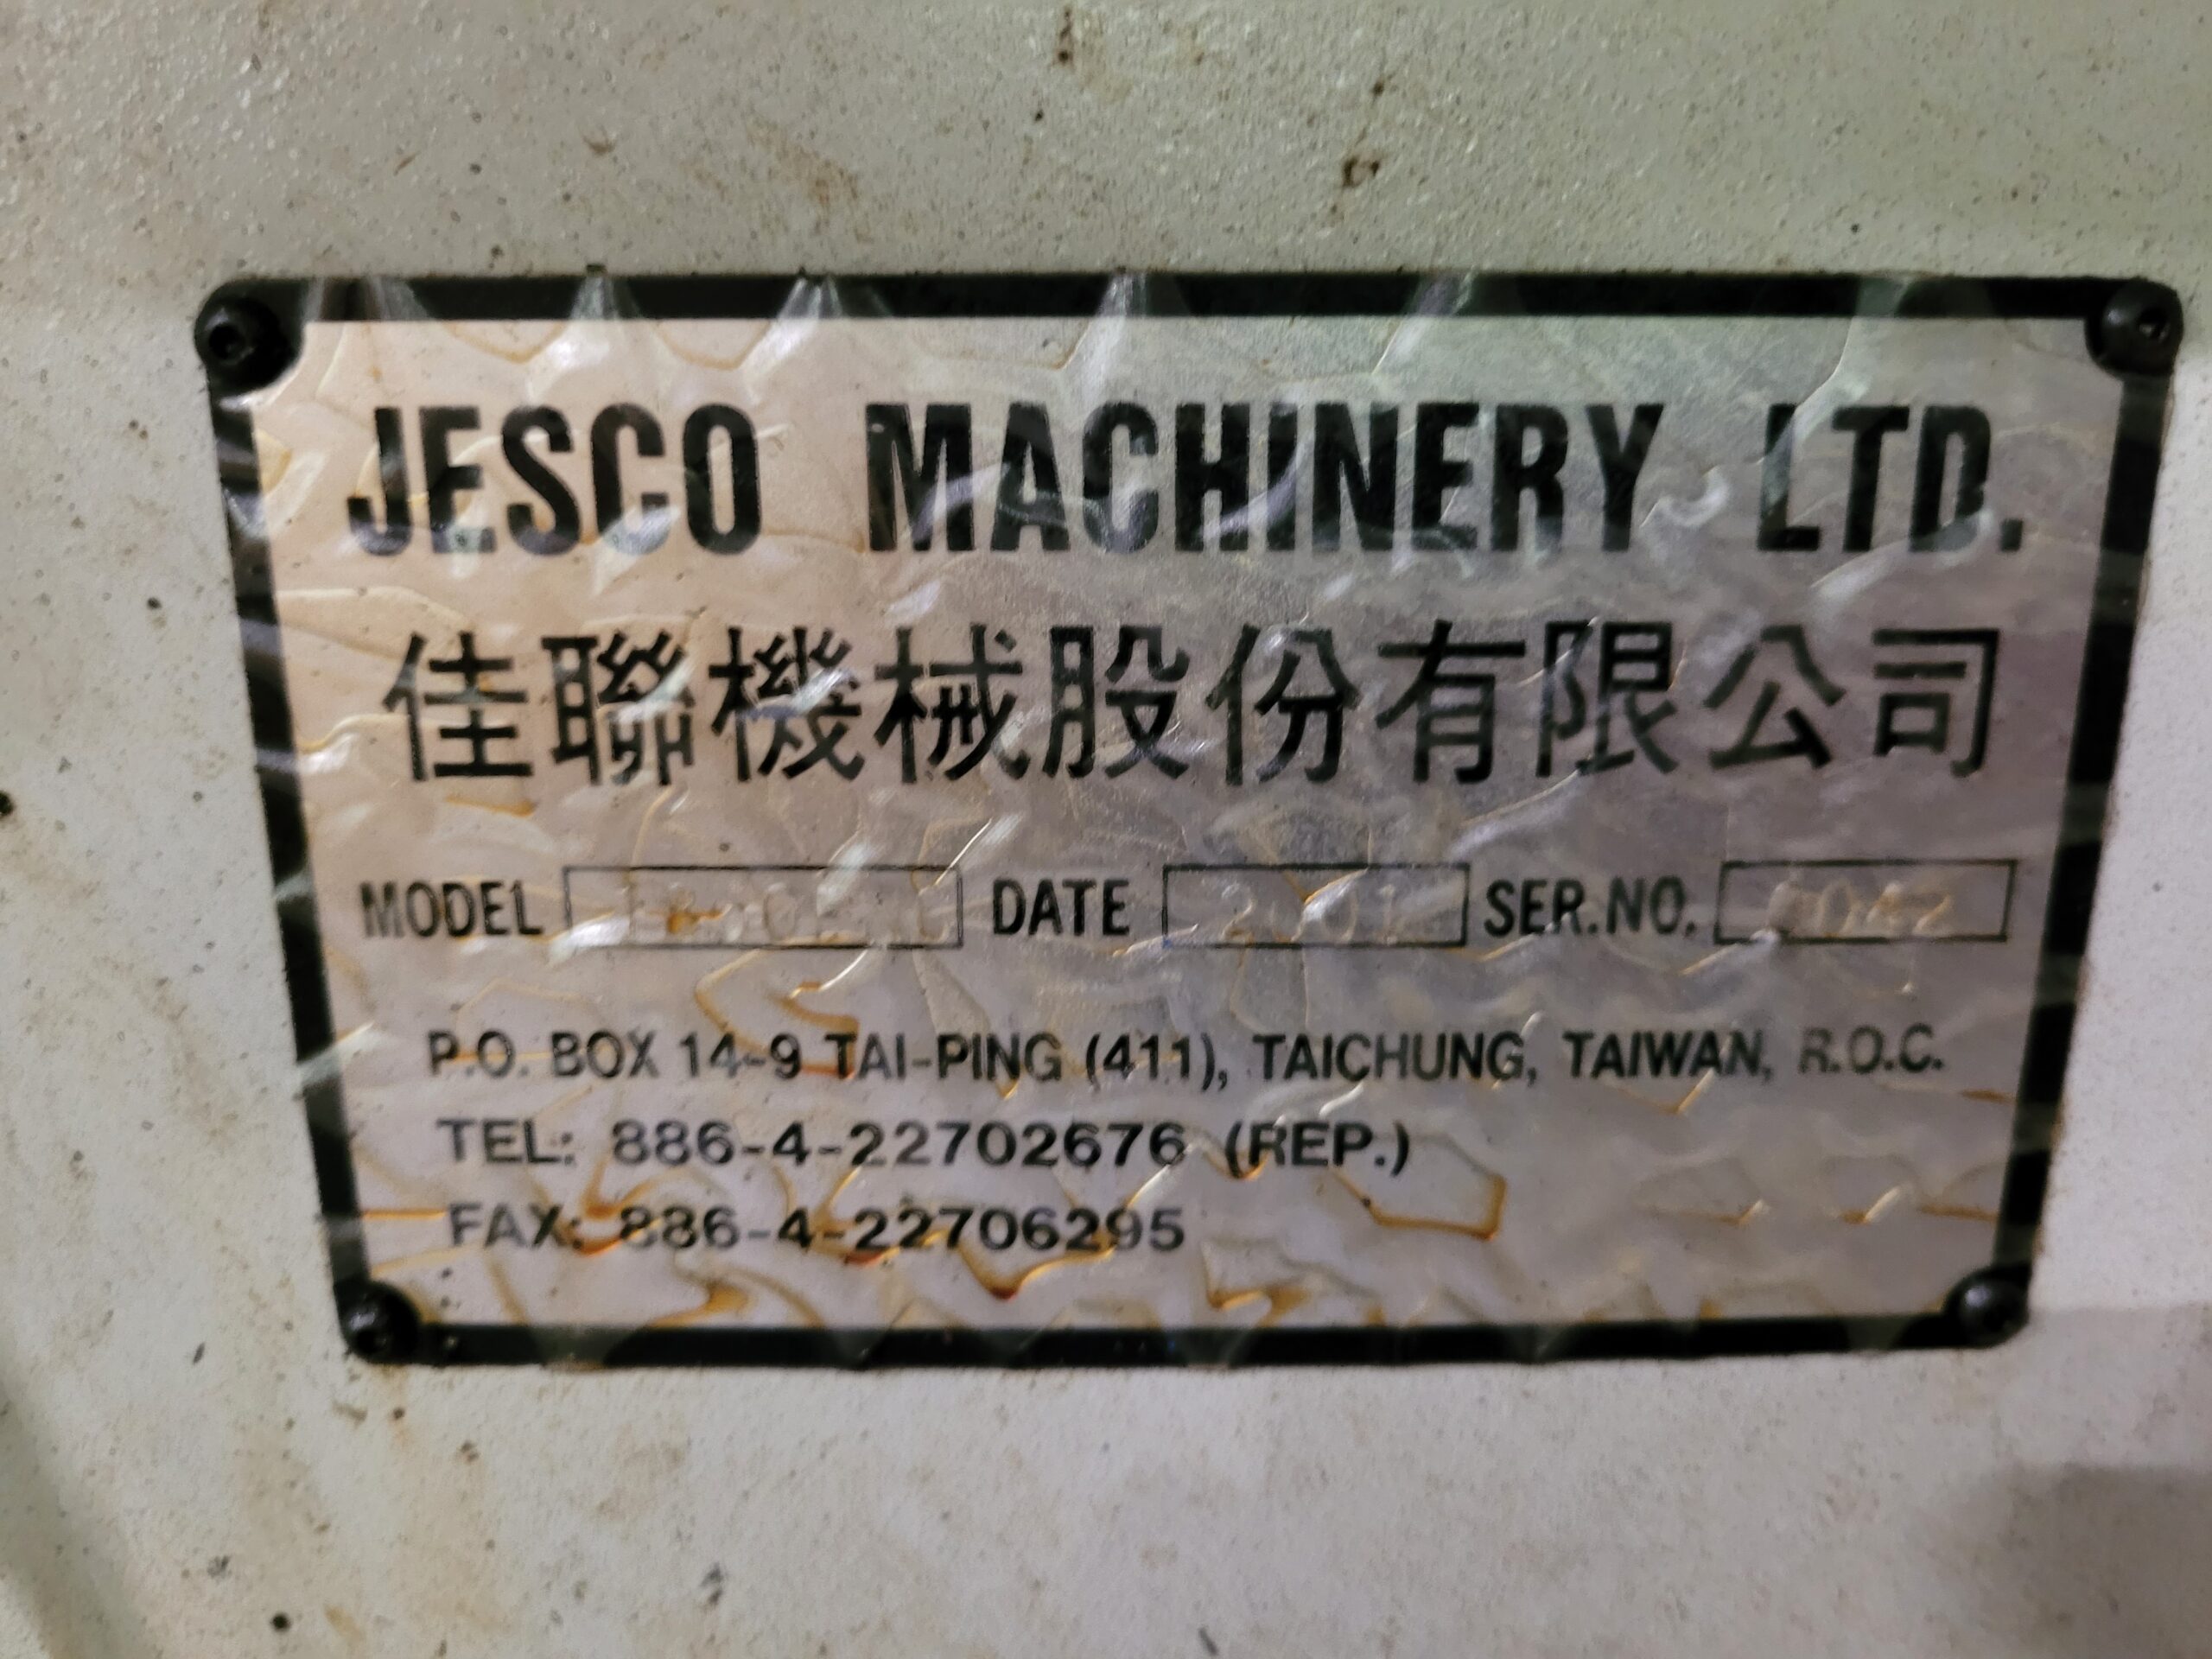 JESCO MACHINERY LTD.
佳聯機械股份有限公司
MODEL DATE 2001 SER.NO.
P.O. BOX 14-9 TAI-PING (411), TAICHUNG, TAIWAN, R.O.C.
TEL: 886-4-22702676 (REP.)
FAX: 886-4-22706295